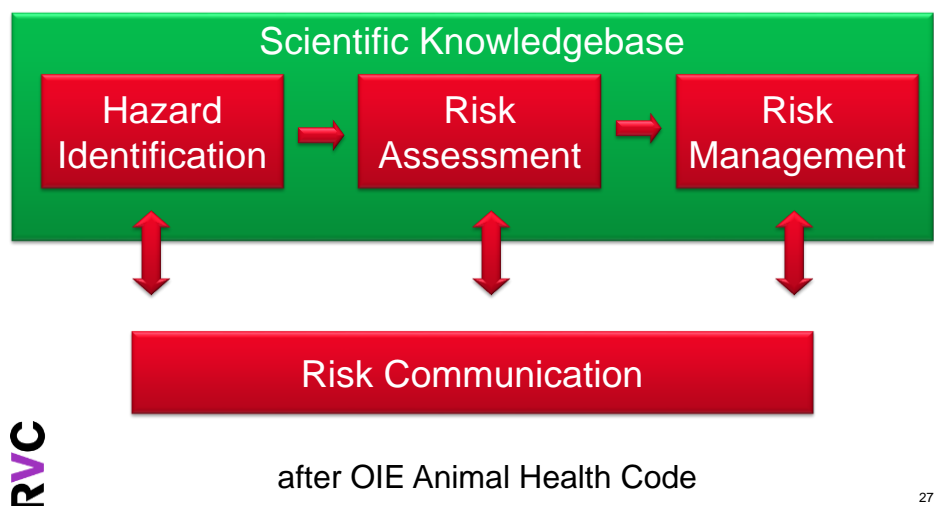 Scientific Knowledgebase
Hazard
Identification
Risk
Assessment
Risk
Management
Risk Communication
RVC
after OIE Animal Health Code
27